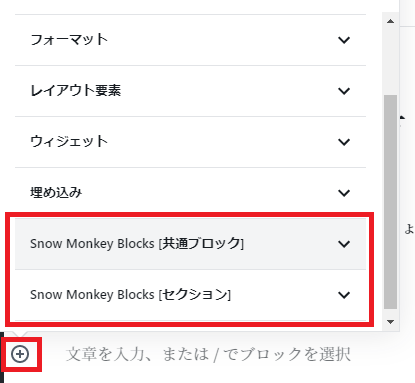 フォーマット
レイアウト要素
ウィジェット
埋め込み
Snow Monkey Blocks [共通ブロック]
Snow Monkey Blocks [セクション]
文章を入力、または / でブロックを選択